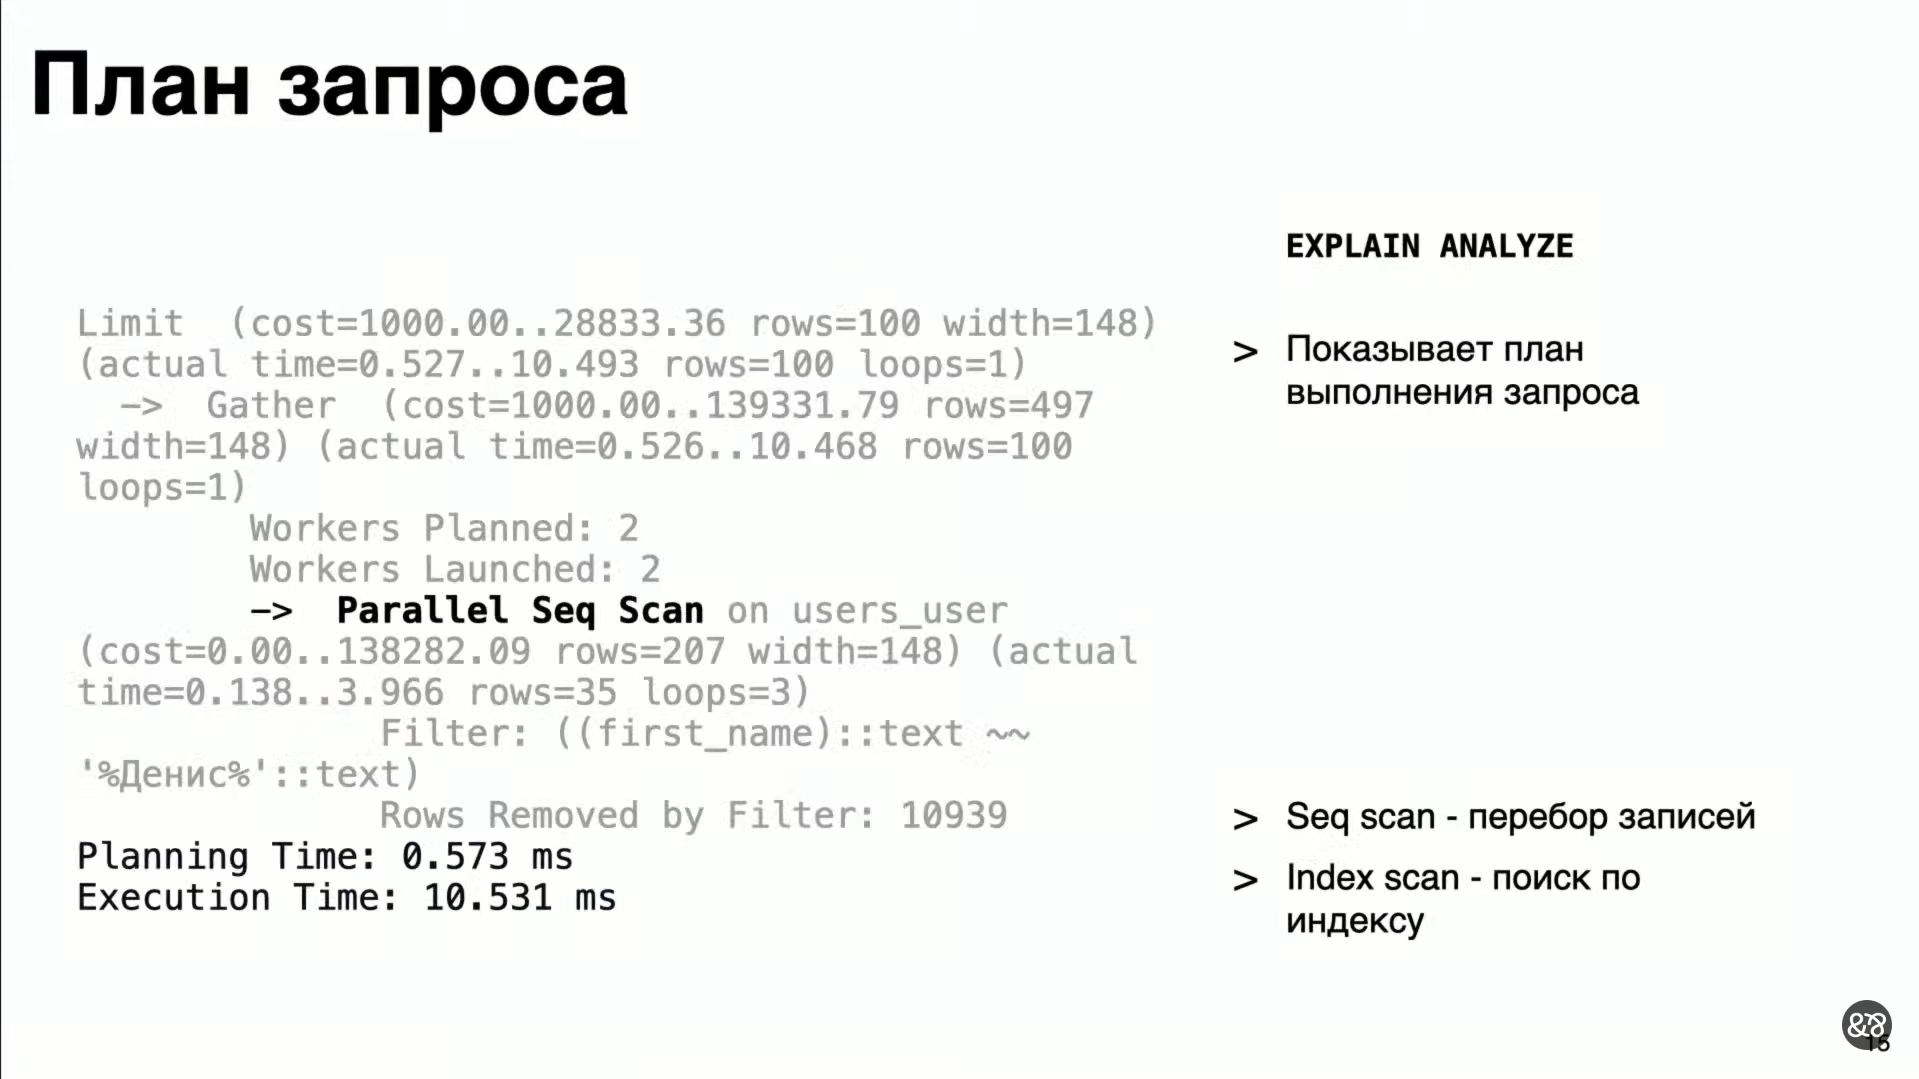 План запроса
EXPLAIN ANALYZE
Limit  (cost=1000.00..28833.36 rows=100 width=148)
(actual time=0.527..10.493 rows=100 loops=1)
  —>  Gather  (cost=1000.00..139331.79 rows=497
width=148) (actual time=0.526..10.468 rows=100
loops=1)
        Workers Planned: 2
        Workers Launched: 2
        —>  Parallel Seq Scan on users_user
(cost=0.00..138282.09 rows=207 width=148) (actual
time=0.138..3.966 rows=35 loops=3)
              Filter: ((first_name)::text ~~
'%Денис%'::text)
              Rows Removed by Filter: 10939
Planning Time: 0.573 ms
Execution Time: 10.531 ms
> Показывает план
выполнения запроса
> Seq scan - перебор записей
> Index scan - поиск по
индексу